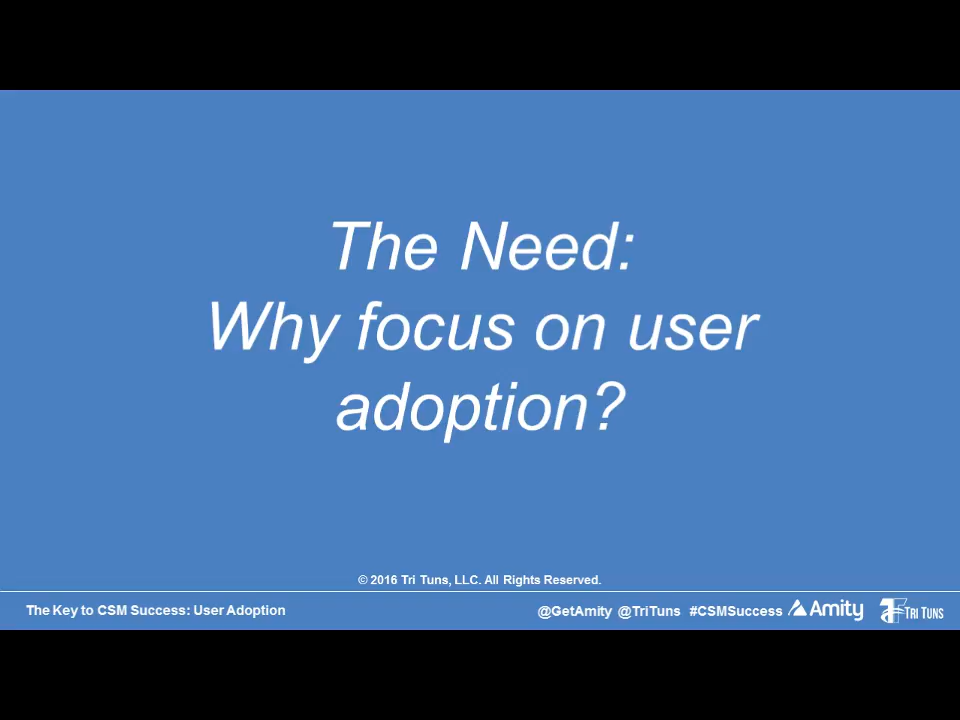 The Need:
Why focus on user
adoption?
© 2016 Tri Tuns, LLC. All Rights Reserved.
The Key to CSM Success: User Adoption
@GetAmity @TriTuns #CSMSuccess Amity TRI TUNS